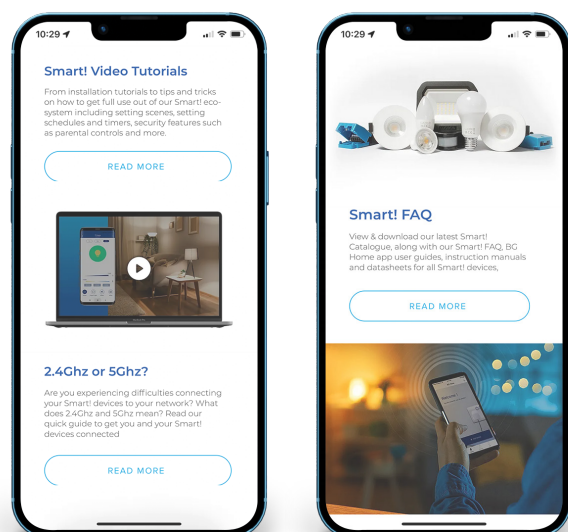 10:29
Smart! Video Tutorials
From installation tutorials to tips and tricks
on how to get full use out of our Smart! eco-
system including setting scenes, setting
schedules and timers, security features such
as parental controls and more.
READ MORE
2.4Ghz or 5Ghz?
Are you experiencing difficulties connecting
your Smart! devices to your network? What
does 2.4Ghz and 5Ghz mean? Read our
quick guide to get you and your Smart!
devices connected
READ MORE
10:29
Smart! FAQ
View & download our latest Smart!
Catalogue, along with our Smart! FAQ, BG
Home app user guides, instruction manuals
and datasheets for all Smart! devices,
READ MORE